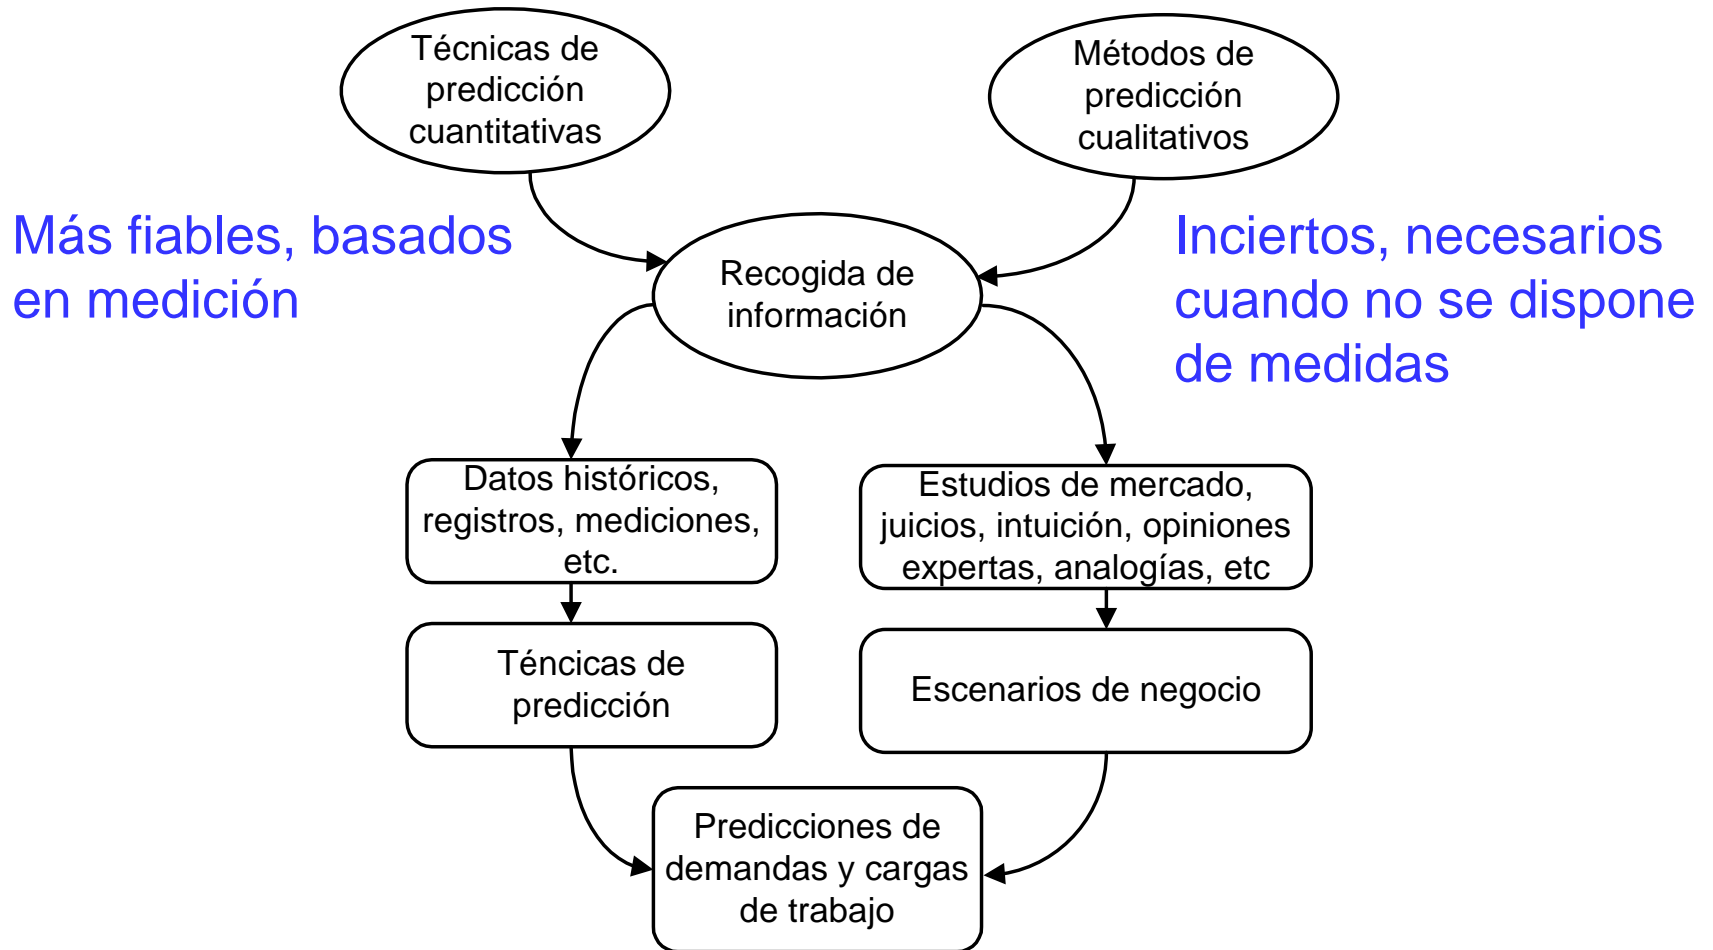 Técnicas de
predicción
cuantitativas
Métodos de
predicción
cualitativos
Más fiables, basados
en medición
Recogida de
información
Inciertos, necesarios
cuando no se dispone
de medidas
Datos históricos,
registros, mediciones,
etc.
Estudios de mercado,
juicios, intuición, opiniones
expertas, analogías, etc
Téncicas de
predicción
Escenarios de negocio
Predicciones de
demandas y cargas
de trabajo